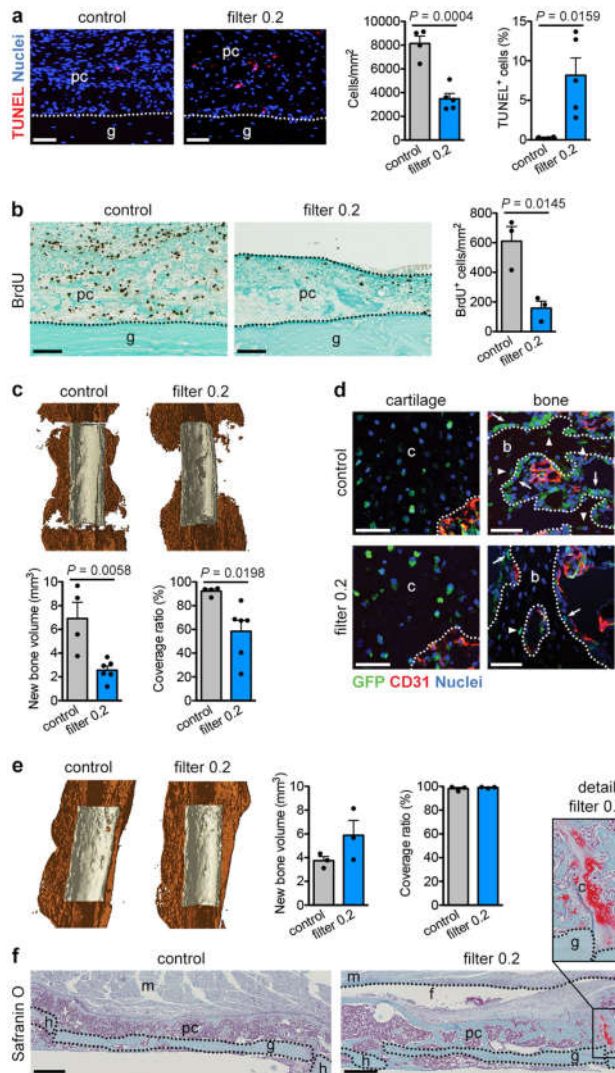 a
control
filter 0.2
TUNEL Nuclei
pc
g
pc
g
P = 0.0004
Cells/mm²
10000
8000
6000
4000
2000
0
control
filter 0.2
P = 0.0159
TUNEL⁺ cells (%)
15
10
5
0
control
filter 0.2
b
control
filter 0.2
BrdU
pc
g
pc
g
P = 0.0145
BrdU⁺ cells/mm²
800
600
400
200
0
control
filter 0.2
c
control
filter 0.2
P = 0.0058
New bone volume (mm³)
10
8
6
4
2
0
control
filter 0.2
P = 0.0198
Coverage ratio (%)
100
80
60
40
20
0
control
filter 0.2
d
cartilage
bone
control
c
b
filter 0.2
c
b
GFP CD31 Nuclei
e
control
filter 0.2
New bone volume (mm³)
10
8
6
4
2
0
control
filter 0.2
Coverage ratio (%)
100
80
60
40
20
0
control
filter 0.2
detail
filter 0.
c
g
f
control
filter 0.2
Safranin O
m
h
pc
g
h
m
f
pc
g
h
h